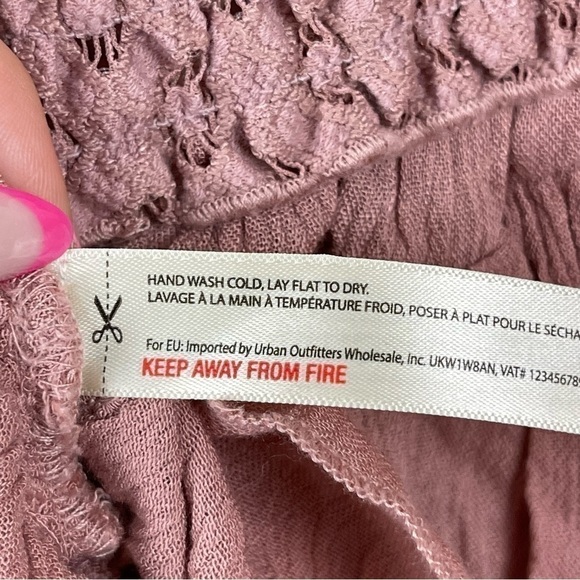 HAND WASH COLD, LAY FLAT TO DRY.
LAVAGE À LA MAIN À TEMPÉRATURE FROID, POSER À PLAT POUR LE SÉCHA
For EU: Imported by Urban Outfitters Wholesale, Inc. UKW1W8AN, VAT# 123456789
KEEP AWAY FROM FIRE